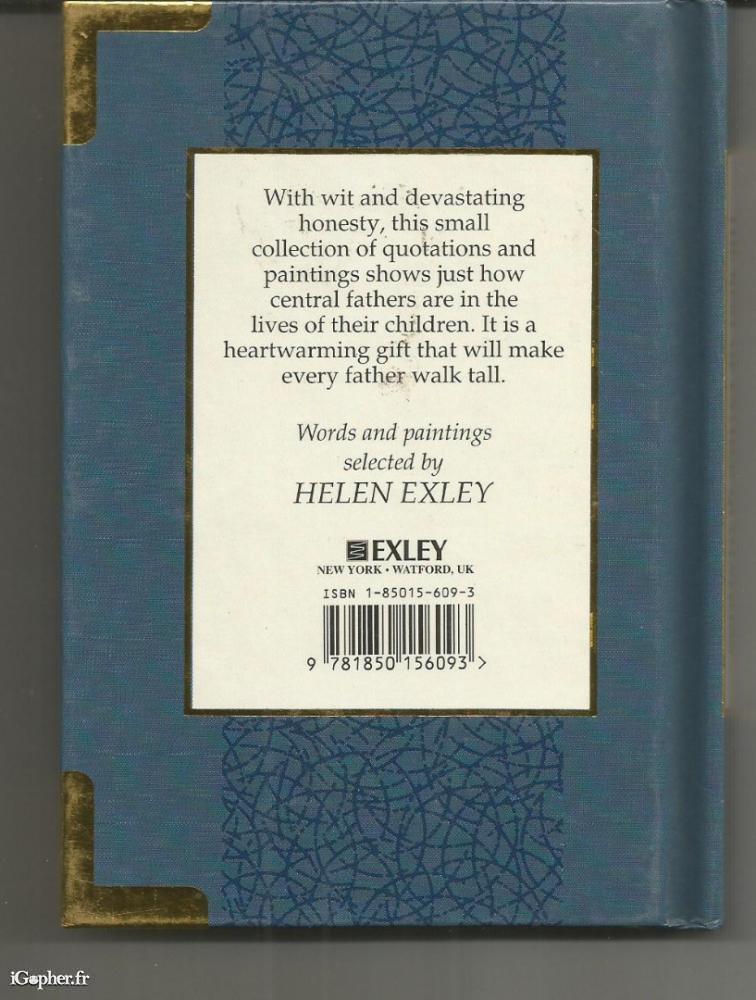 With wit and devastating
honesty, this small
collection of quotations and
paintings shows just how
central fathers are in the
lives of their children. It is a
heartwarming gift that will make
every father walk tall.
Words and paintings
selected by
HELEN EXLEY
EXLEY
NEW YORK • WATFORD, UK
ISBN 1-85015-609-3
9 781850 156093 >
iGopher.fr